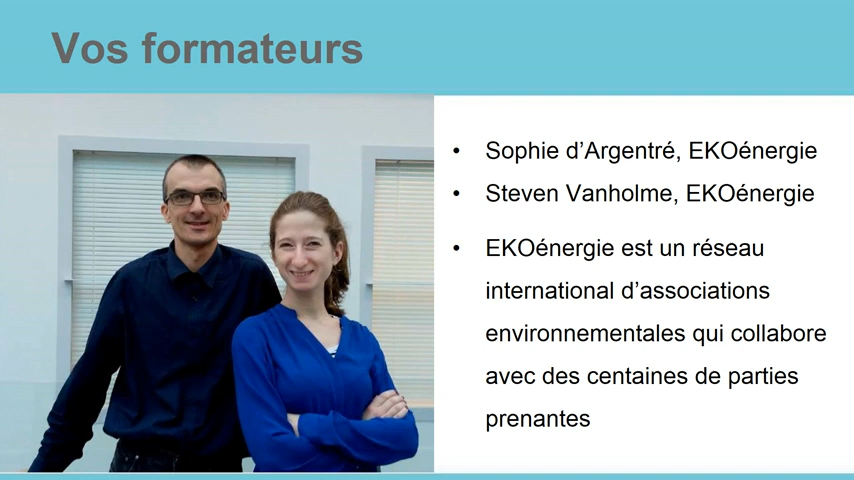 Vos formateurs
• Sophie d’Argentré, EKOénergie
• Steven Vanholme, EKOénergie
• EKOénergie est un réseau
international d’associations
environnementales qui collabore
avec des centaines de parties
prenantes